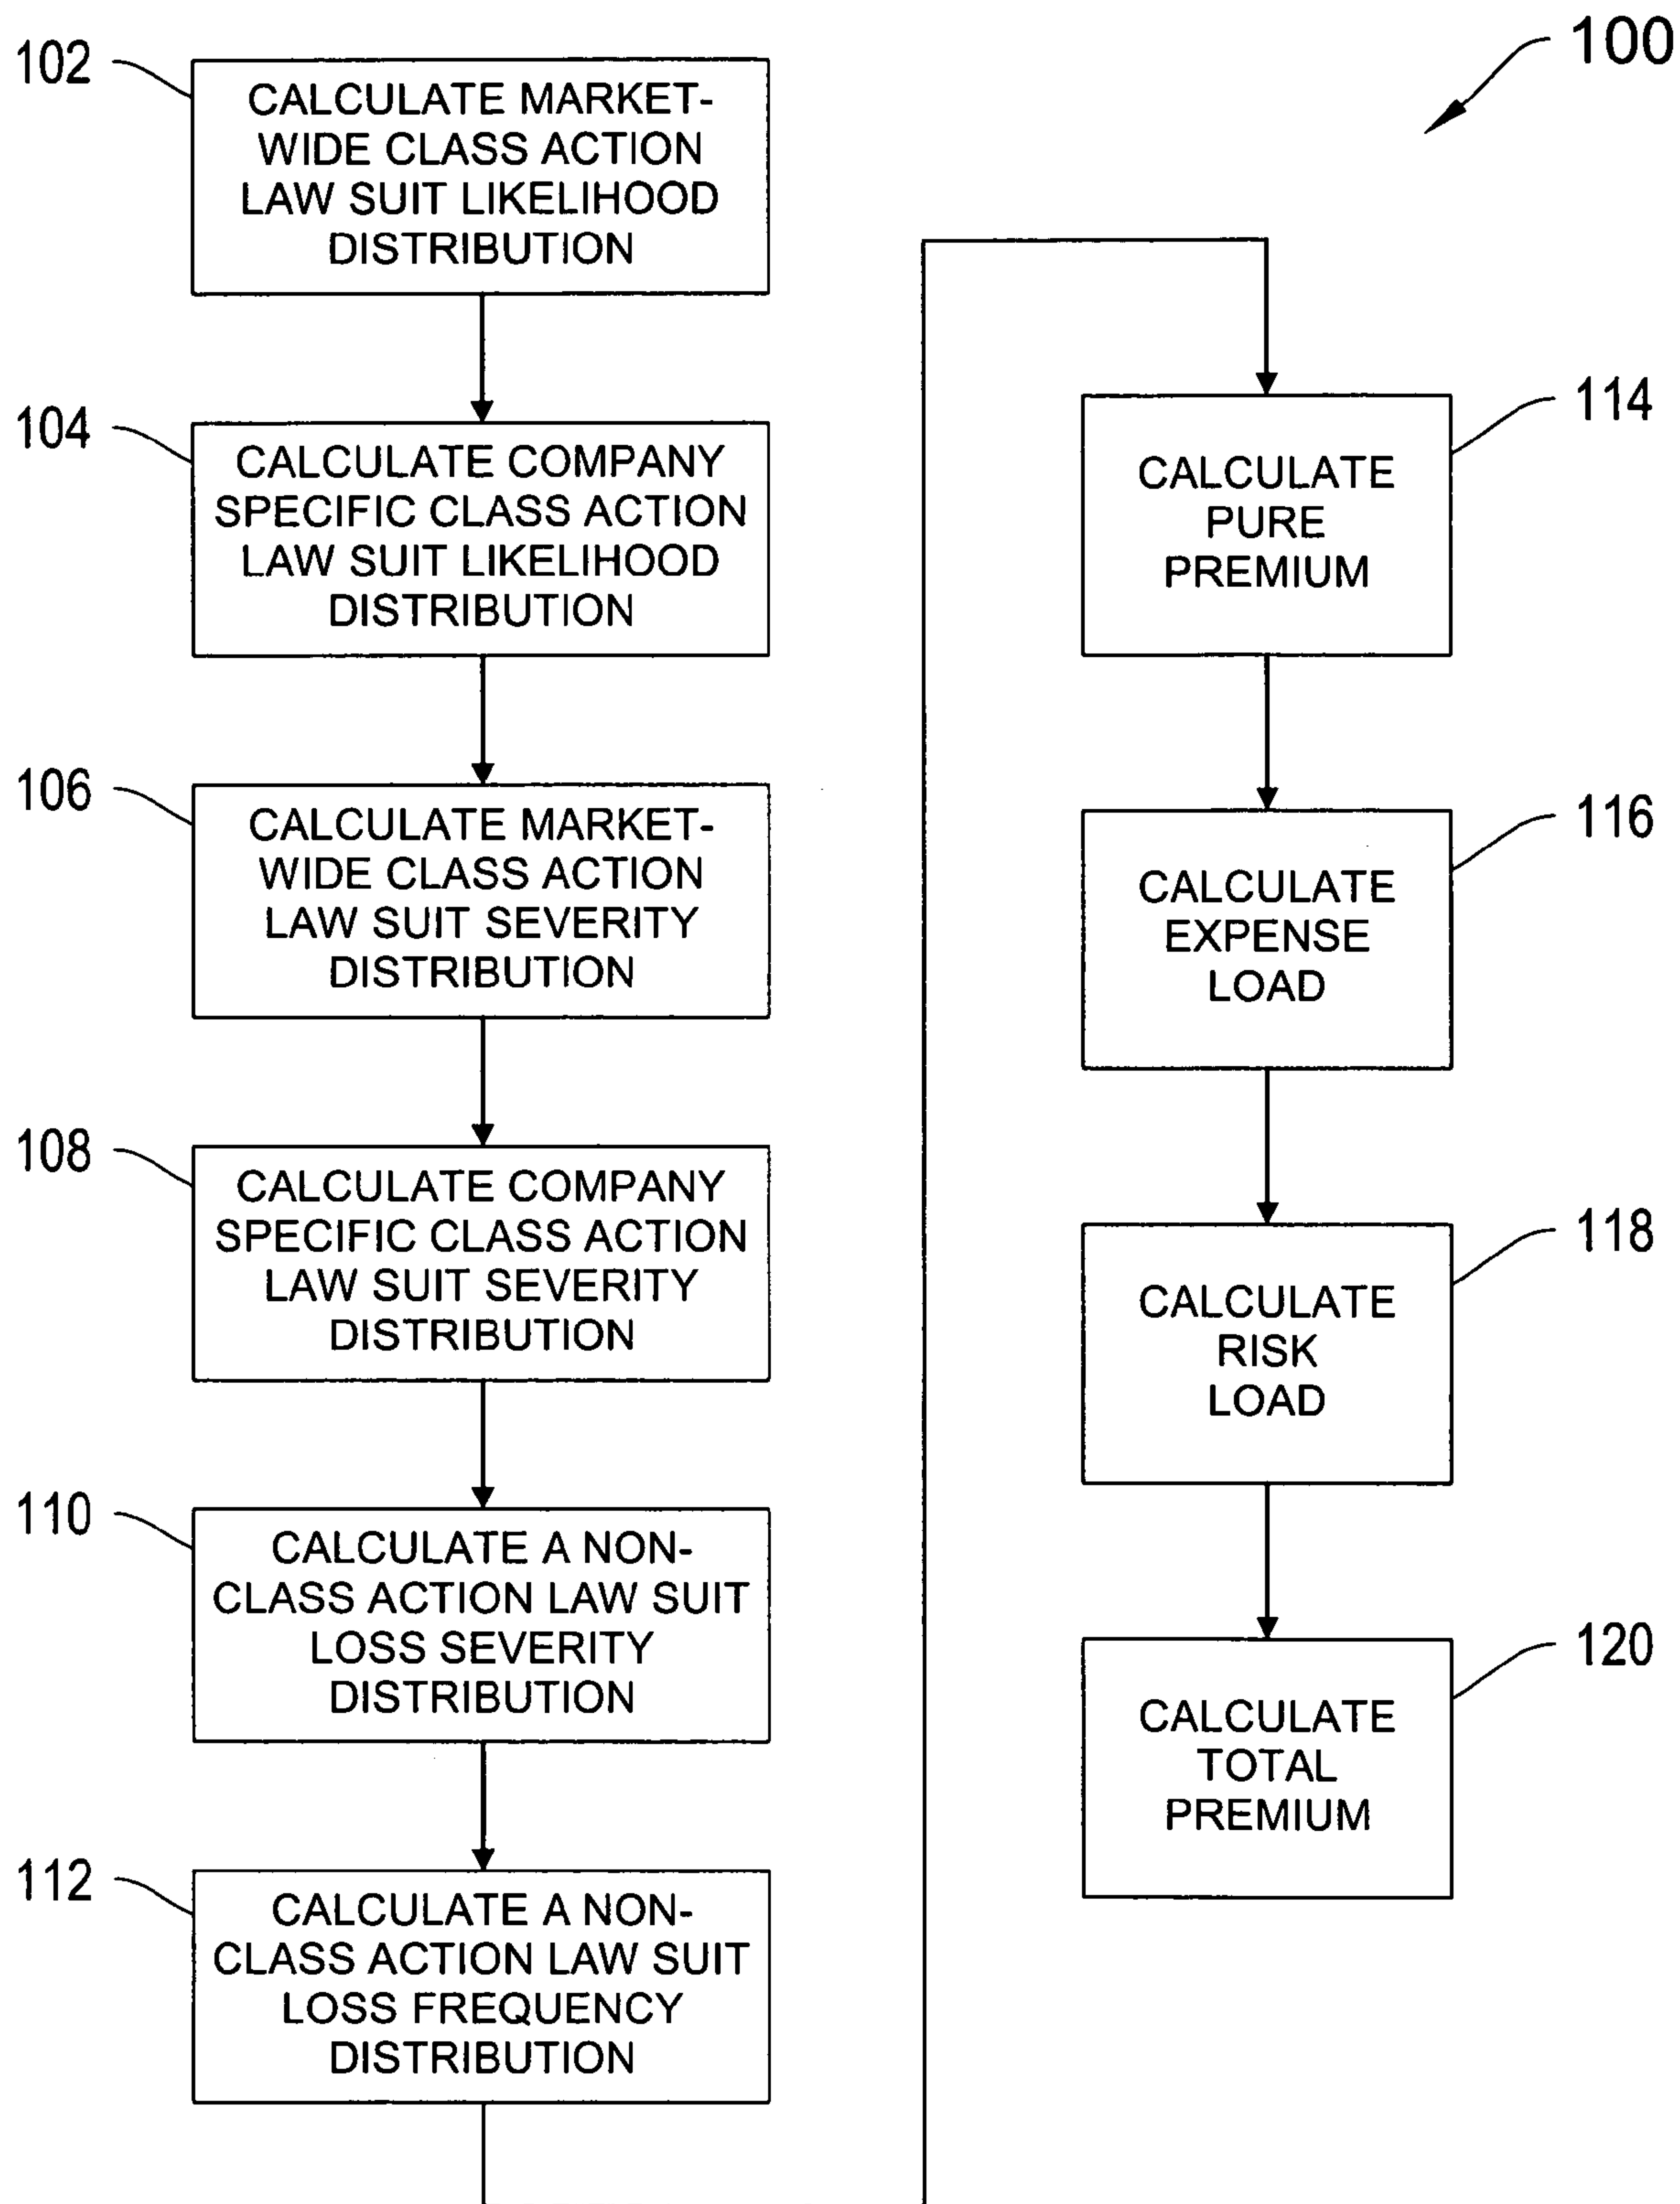 100
102
CALCULATE MARKET-
WIDE CLASS ACTION
LAW SUIT LIKELIHOOD
DISTRIBUTION
104
CALCULATE COMPANY
SPECIFIC CLASS ACTION
LAW SUIT LIKELIHOOD
DISTRIBUTION
106
CALCULATE MARKET-
WIDE CLASS ACTION
LAW SUIT SEVERITY
DISTRIBUTION
108
CALCULATE COMPANY
SPECIFIC CLASS ACTION
LAW SUIT SEVERITY
DISTRIBUTION
110
CALCULATE A NON-
CLASS ACTION LAW SUIT
LOSS SEVERITY
DISTRIBUTION
112
CALCULATE A NON-
CLASS ACTION LAW SUIT
LOSS FREQUENCY
DISTRIBUTION
114
CALCULATE
PURE
PREMIUM
116
CALCULATE
EXPENSE
LOAD
118
CALCULATE
RISK
LOAD
120
CALCULATE
TOTAL
PREMIUM